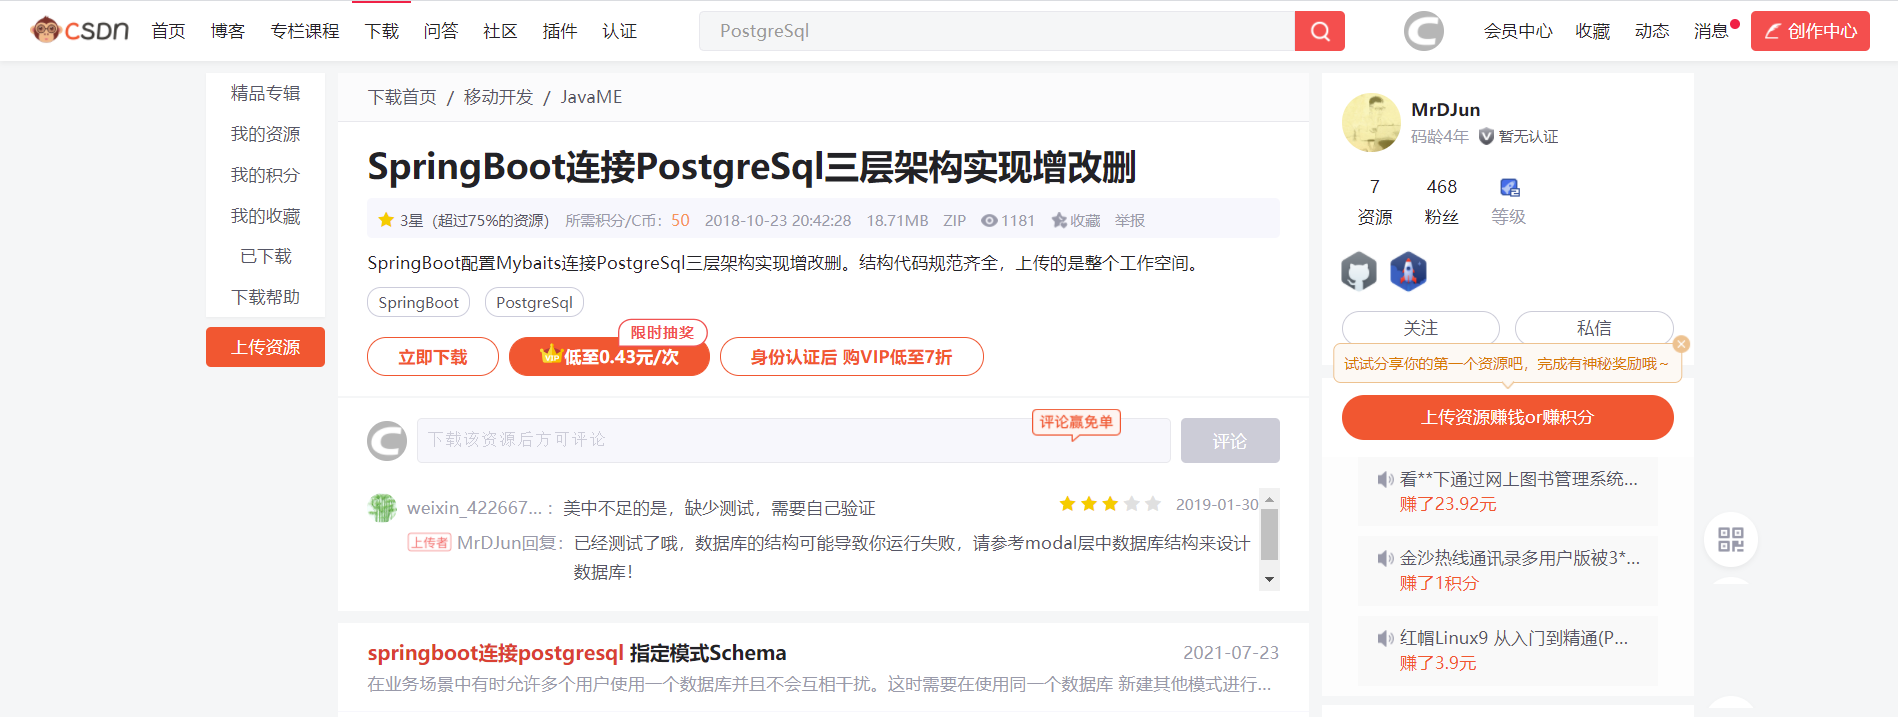 CSDN 首页 博客 专栏课程 下载 问答 社区 插件 认证 PostgreSql 会员中心 收藏 动态 消息 创作中心
精品专辑
我的资源
我的积分
我的收藏
已下载
下载帮助
上传资源
下载首页 / 移动开发 / JavaME
SpringBoot连接PostgreSql三层架构实现增改删
3星（超过75%的资源） 所需积分/C币：50 2018-10-23 20:42:28 18.71MB ZIP 1181 收藏 举报
SpringBoot配置Mybaits连接PostgreSql三层架构实现增改删。结构代码规范齐全，上传的是整个工作空间。
SpringBoot PostgreSql
限时抽奖
立即下载 VIP 低至0.43元/次 身份认证后 购VIP低至7折
评论赢免单
下载该资源后方可评论 评论
weixin_422667... ：美中不足的是，缺少测试，需要自己验证 2019-01-30
上传者 MrDJun回复：已经测试了哦，数据库的结构可能导致你运行失败，请参考modal层中数据库结构来设计
数据库！
springboot连接postgresql 指定模式Schema 2021-07-23
在业务场景中有时允许多个用户使用一个数据库并且不会互相干扰。这时需要在使用同一个数据库 新建其他模式进行...
MrDJun
码龄4年 暂无认证
7 468
资源 粉丝 等级
关注 私信
试试分享你的第一个资源吧，完成有神秘奖励哦～
上传资源赚钱or赚积分
看**下通过网上图书管理系统...
赚了23.92元
金沙热线通讯录多用户版被3*...
赚了1积分
红帽Linux9 从入门到精通(P...
赚了3.9元